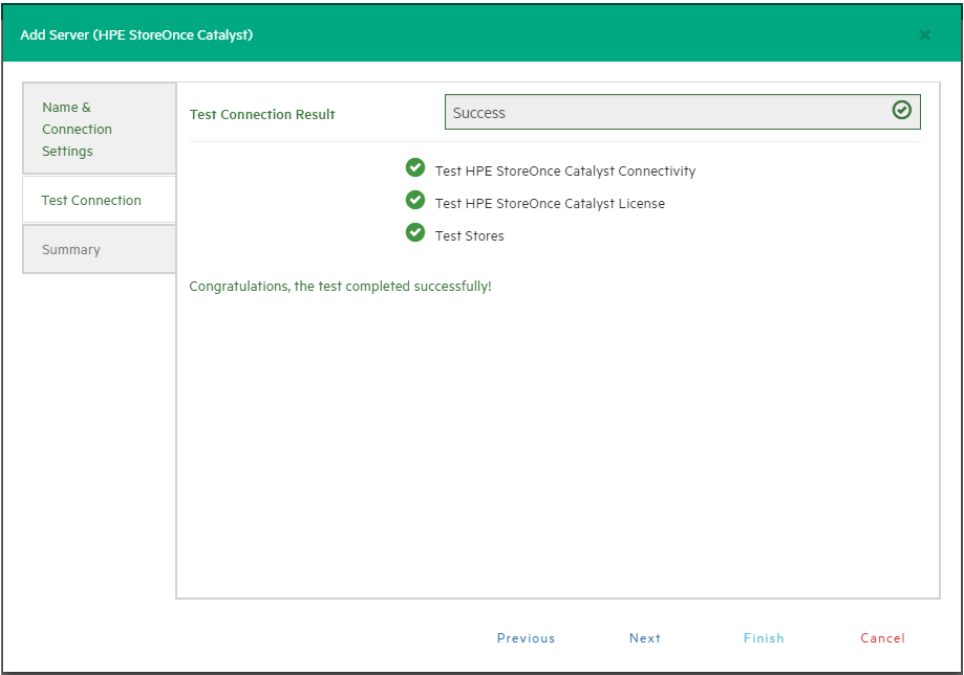 Add Server (HPE StoreOnce Catalyst)
Name &
Connection
Settings
Test Connection
Summary
Test Connection Result
Success
Test HPE StoreOnce Catalyst Connectivity
Test HPE StoreOnce Catalyst License
Test Stores
Congratulations, the test completed successfully!
Previous
Next
Finish
Cancel